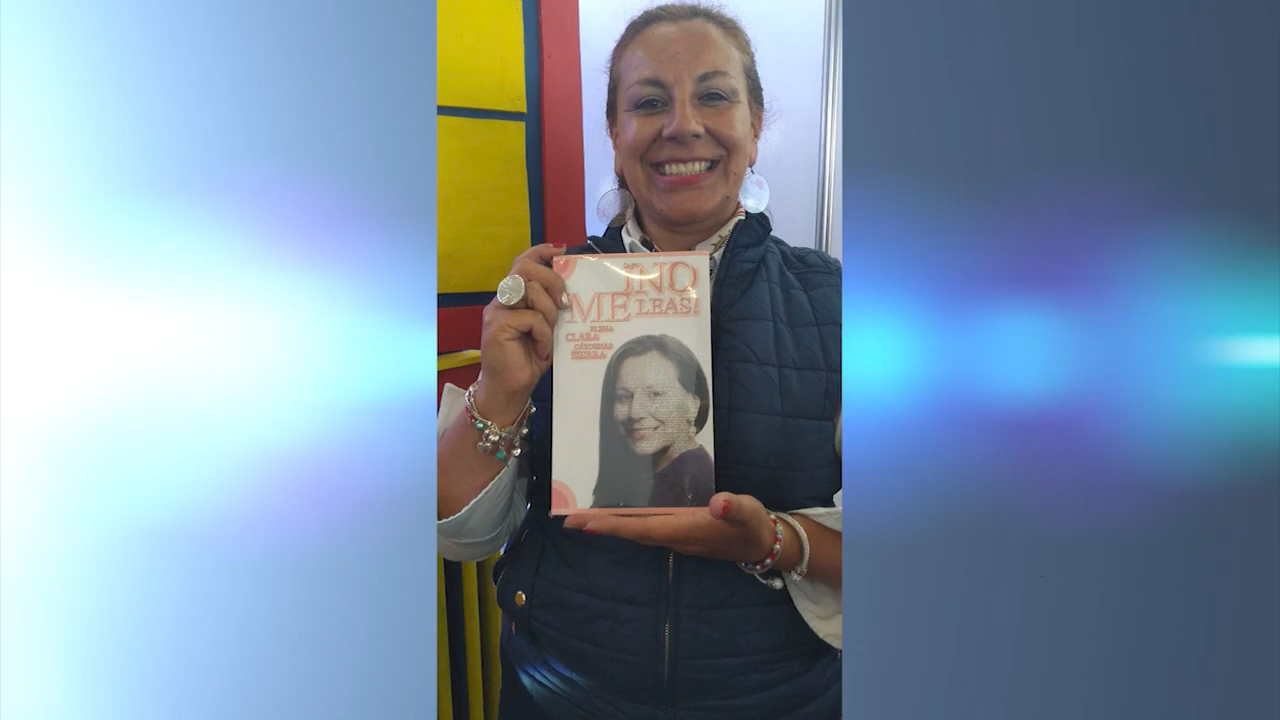 ¡NO
ME LEAS!
ELENA
CLARA
CÁRDENAS
SIERRA